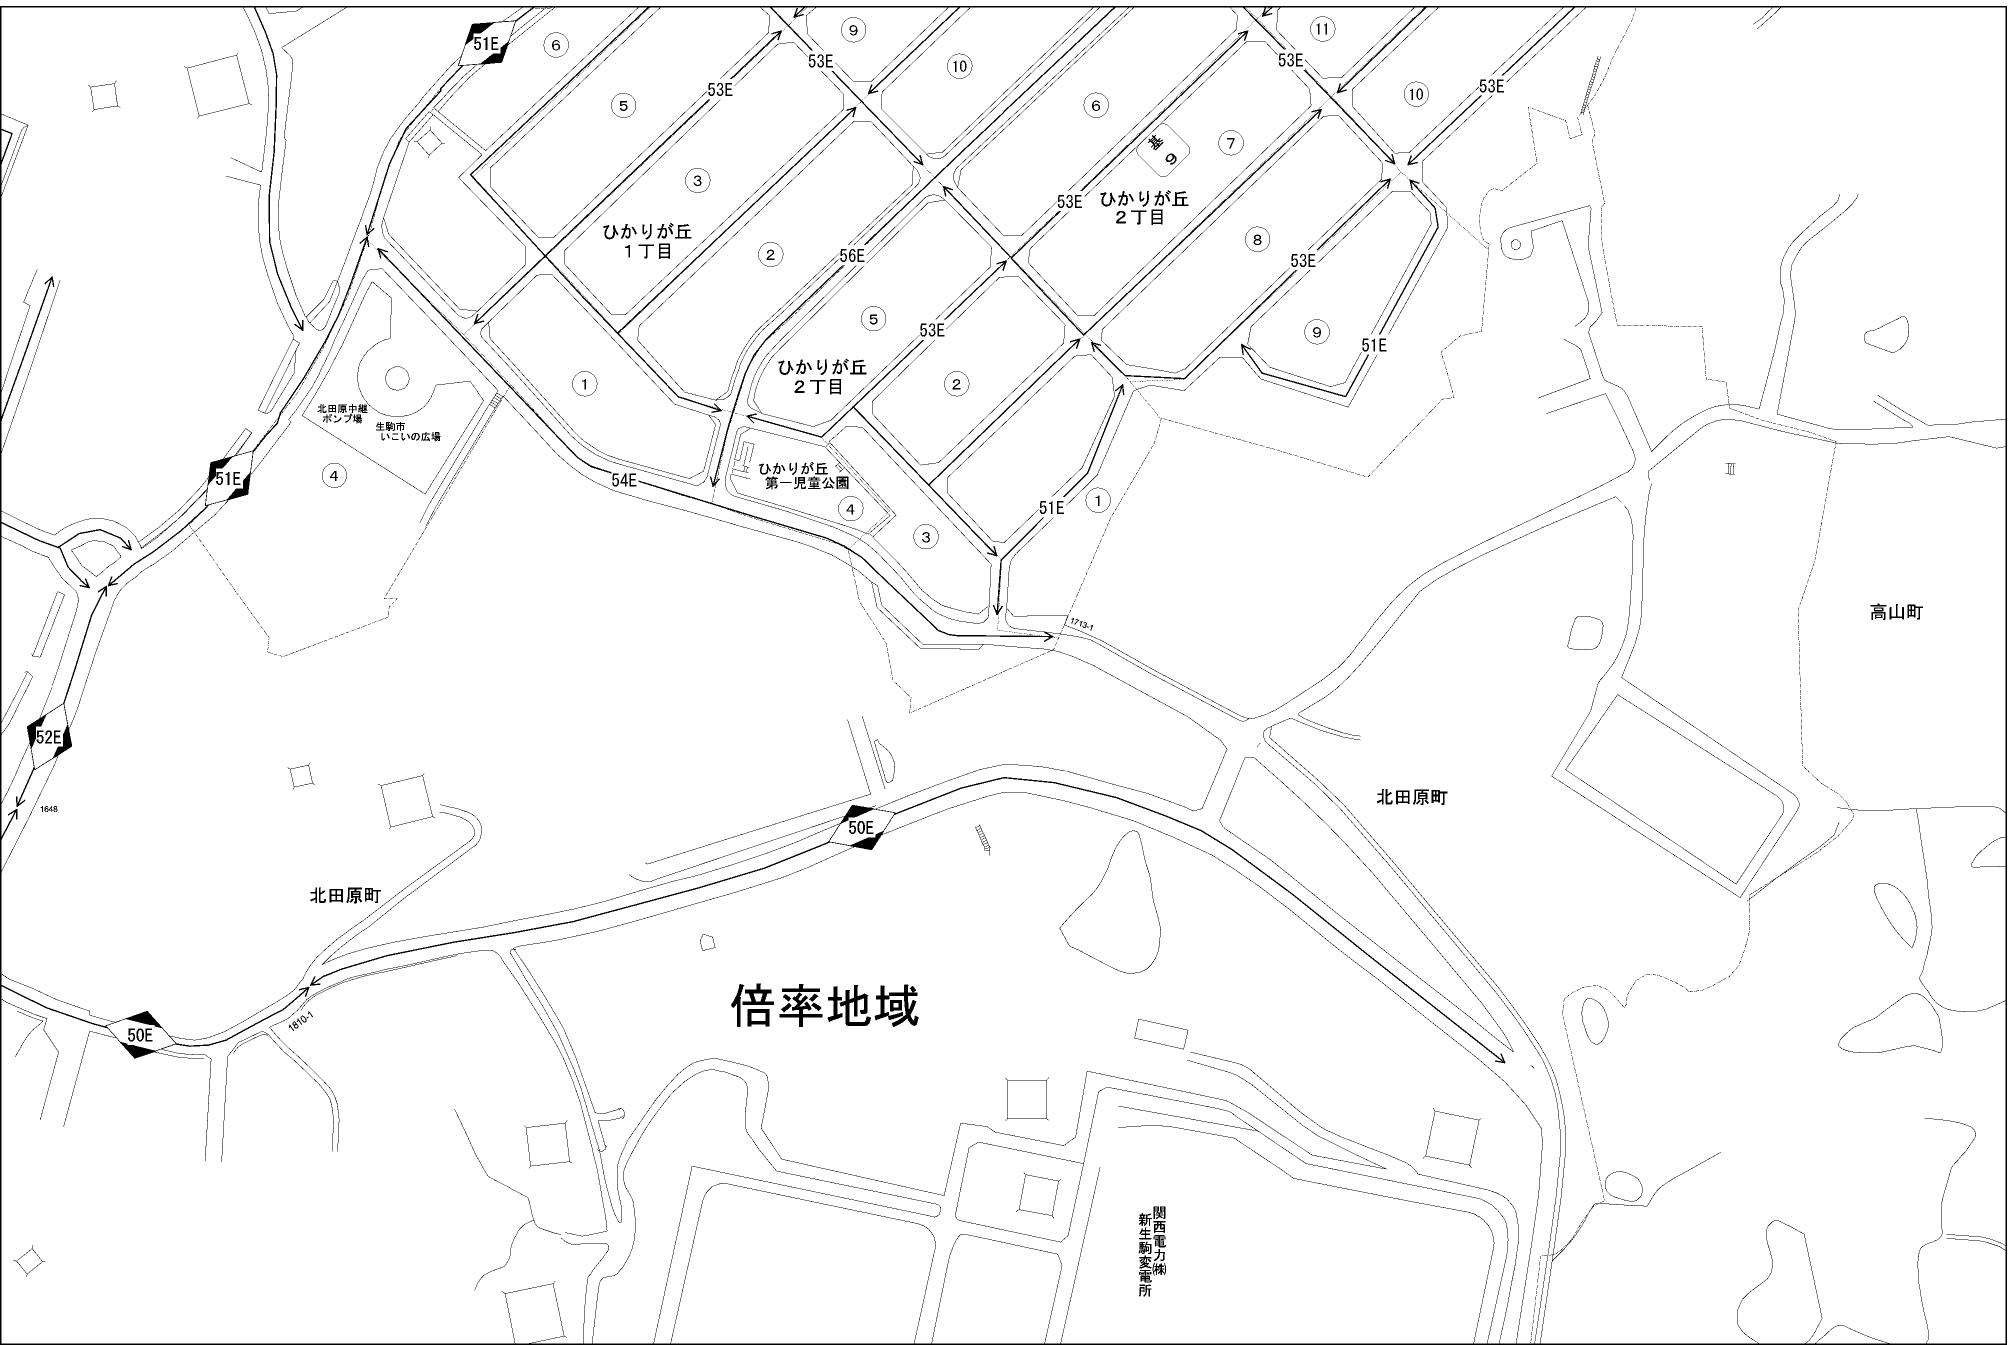 51E
⑥
⑨
⑪
53E
53E
⑩
53E
53E
⑩
⑤
⑥
⑦
基
9
③
ひかりが丘
1丁目
53E
ひかりが丘
2丁目
②
56E
⑧
53E
⑤
53E
⑨
51E
①
ひかりが丘
2丁目
②
北田原中継
ポンプ場
生駒市
いこいの広場
④
51E
54E
ひかりが丘
第一児童公園
④
51E
①
③
1713-1
高山町
52E
1648
北田原町
50E
北田原町
倍率地域
1810-1
50E
関西電力㈱
新生駒変電所